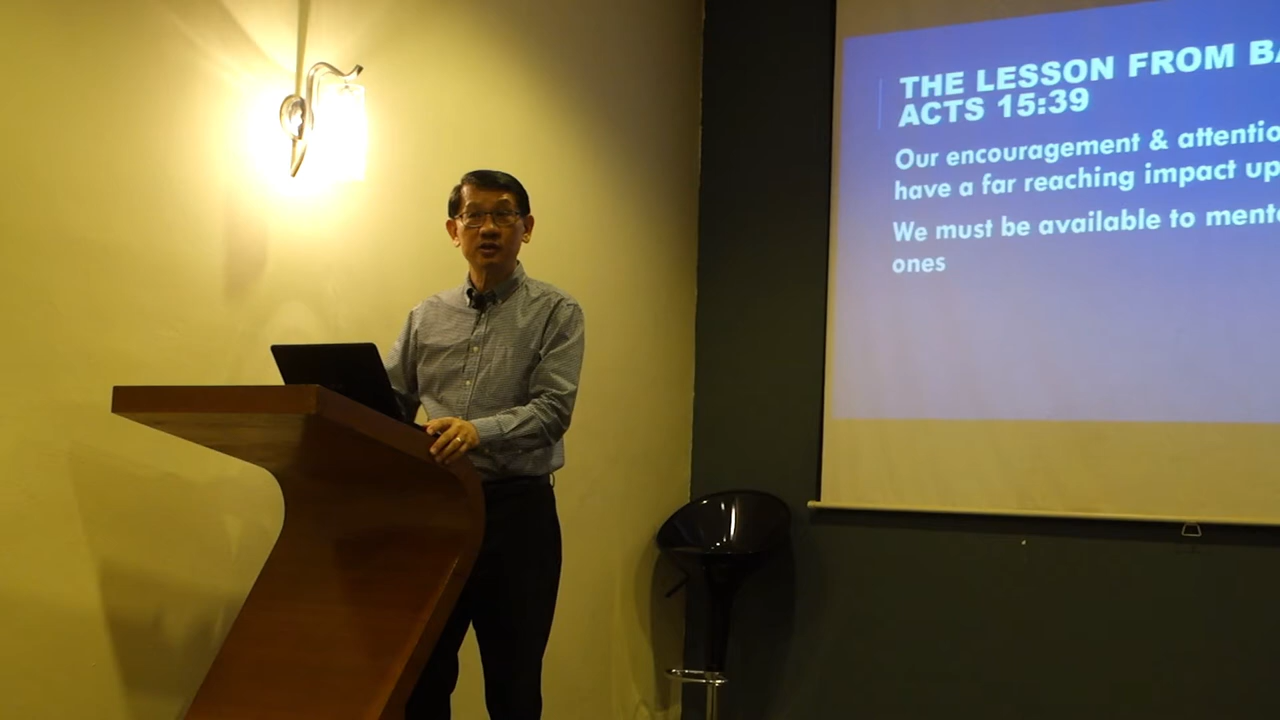 THE LESSON FROM
ACTS 15:39
Our encouragement &
have a far reaching impact
We must be available to
ones